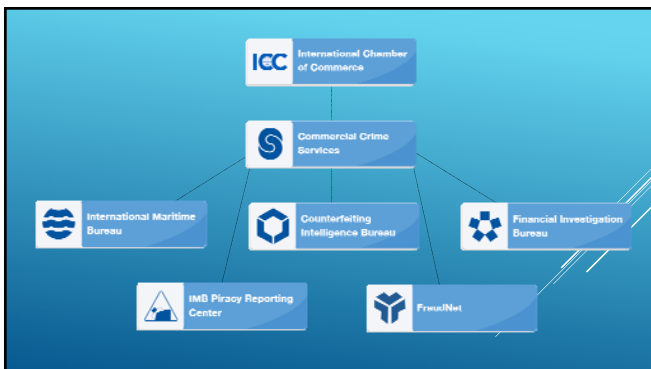 ICC
International Chamber
of Commerce
Commercial Crime
Services
International Maritime
Bureau
Counterfeiting
Intelligence Bureau
Financial Investigation
Bureau
IMB Piracy Reporting
Center
FraudNet